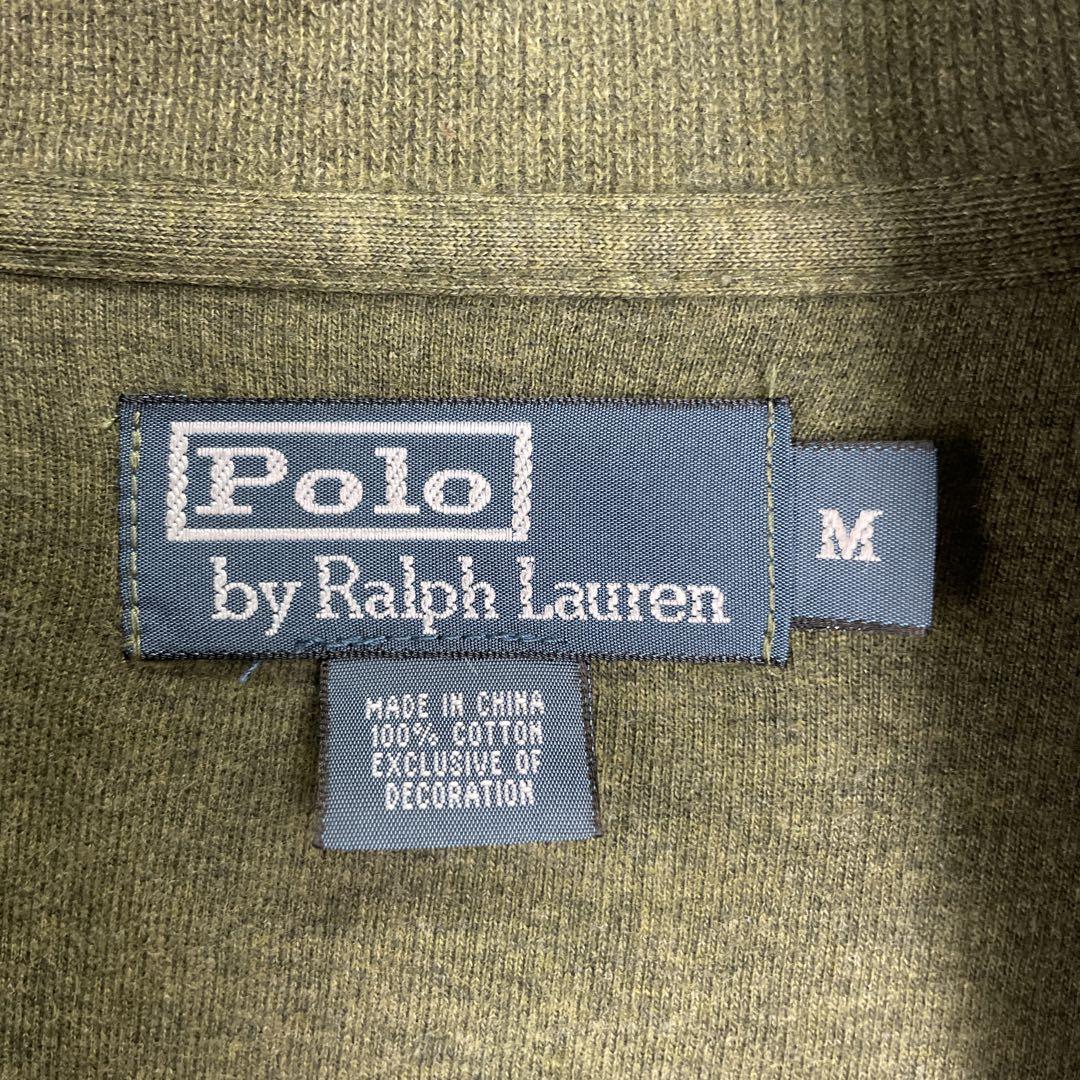 Polo
by Ralph Lauren
M
MADE IN CHINA
100% COTTON
EXCLUSIVE OF
DECORATION